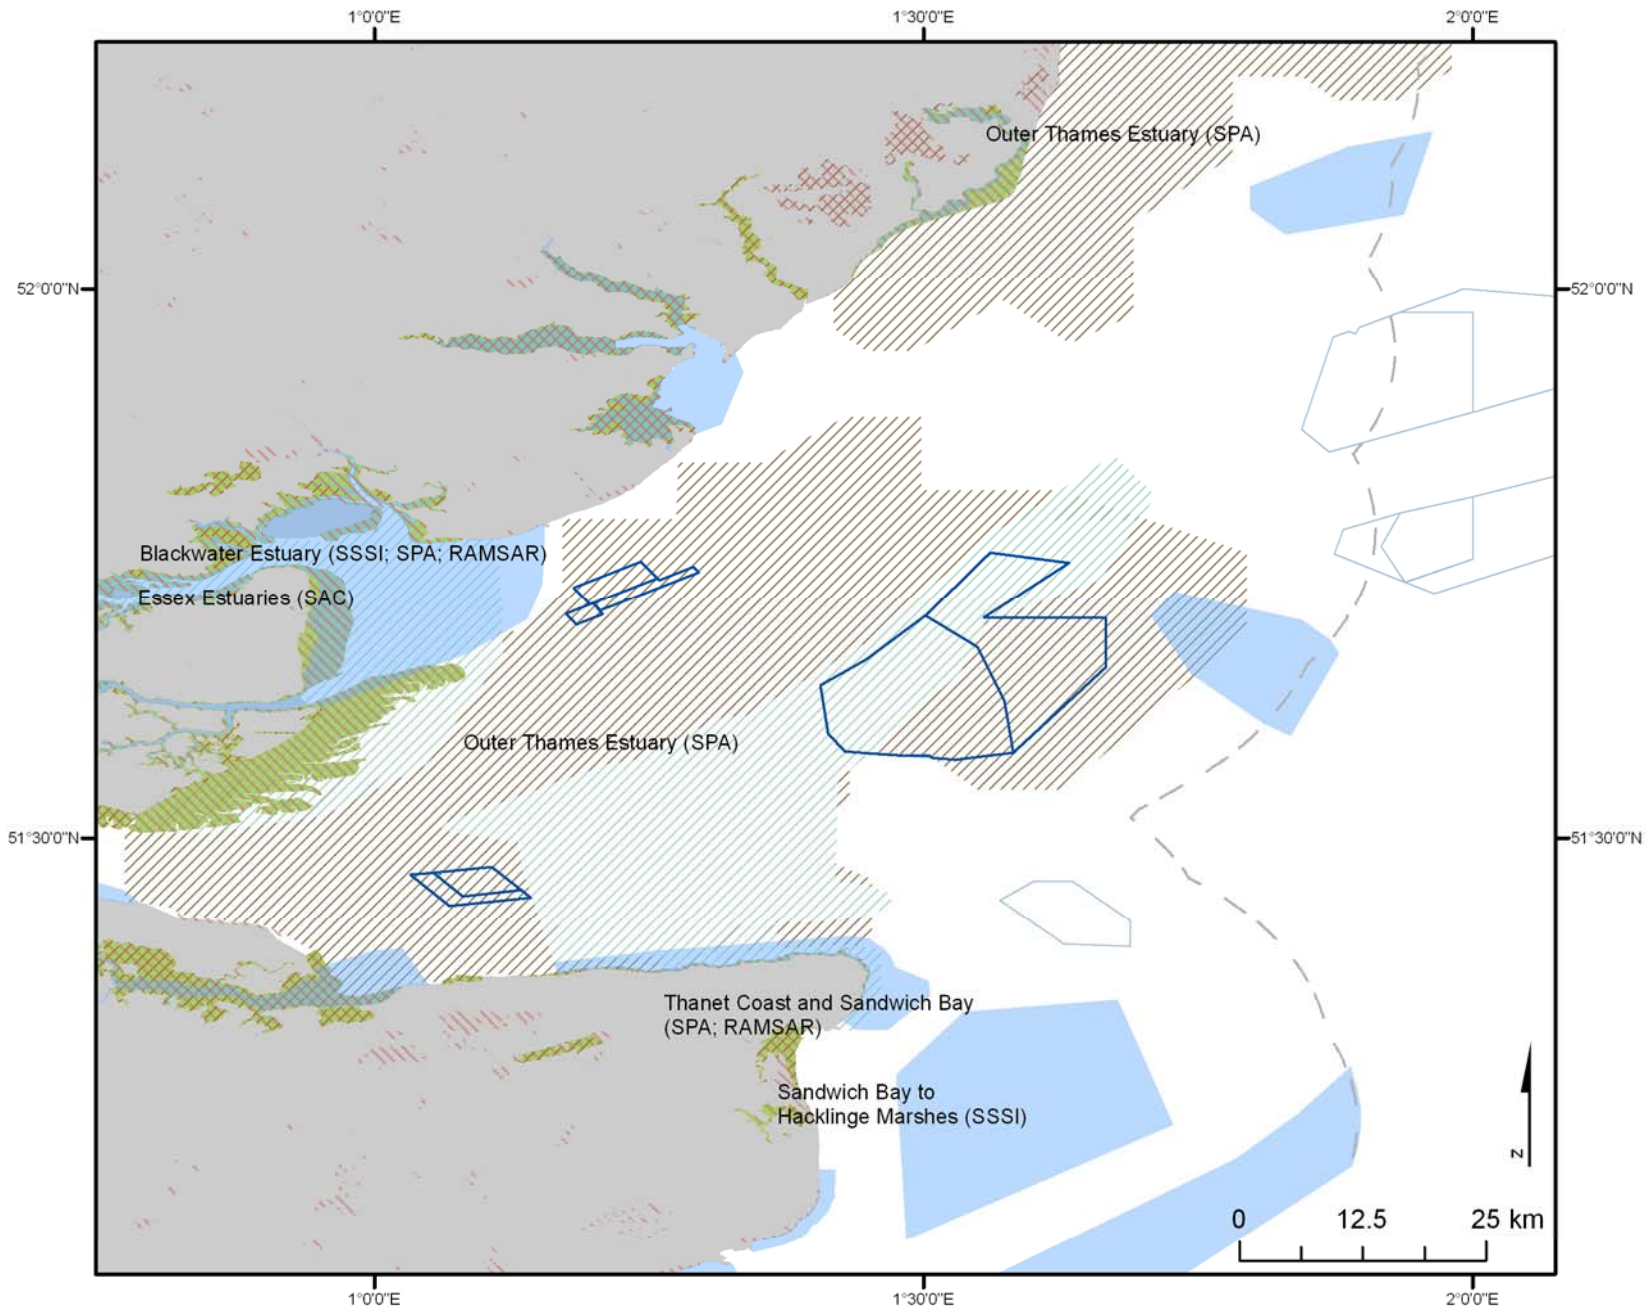 1°0'0"E
1°30'0"E
2°0'0"E
Outer Thames Estuary (SPA)
52°0'0"N
52°0'0"N
Blackwater Estuary (SSSI; SPA; RAMSAR)
Essex Estuaries (SAC)
Outer Thames Estuary (SPA)
51°30'0"N
51°30'0"N
Thanet Coast and Sandwich Bay
(SPA; RAMSAR)
Sandwich Bay to
Hacklinge Marshes (SSSI)
N
0
12.5
25 km
1°0'0"E
1°30'0"E
2°0'0"E